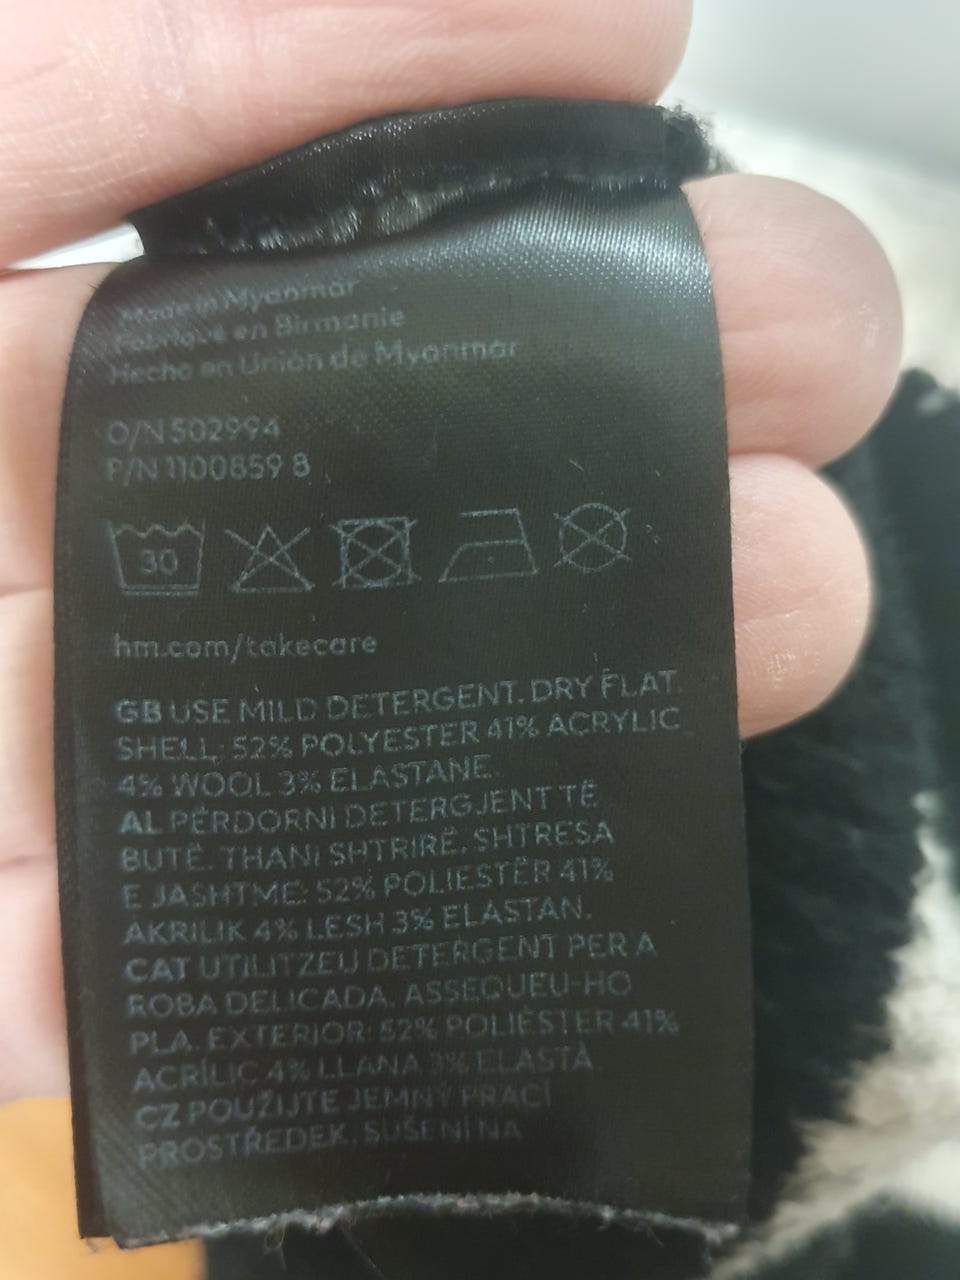 Made in Myanmar
Fabriqué en Birmanie
Hecho en Unión de Myanmar
O/N 502994
P/N 1100859 8
30
hm.com/takecare
GB USE MILD DETERGENT. DRY FLAT.
SHELL: 52% POLYESTER 41% ACRYLIC
4% WOOL 3% ELASTANE.
AL PËRDORNI DETERGJENT TË
BUTË. THANI SHTRIRË. SHTRESA
E JASHTME: 52% POLIESTËR 41%
AKRILIK 4% LESH 3% ELASTAN.
CAT UTILITZEU DETERGENT PER A
ROBA DELICADA. ASSEQUEU-HO
PLA. EXTERIOR: 52% POLIÈSTER 41%
ACRÍLIC 4% LLANA 3% ELASTÀ.
CZ POUŽIJTE JEMNÝ PRACÍ
PROSTŘEDEK. SUŠENÍ NA